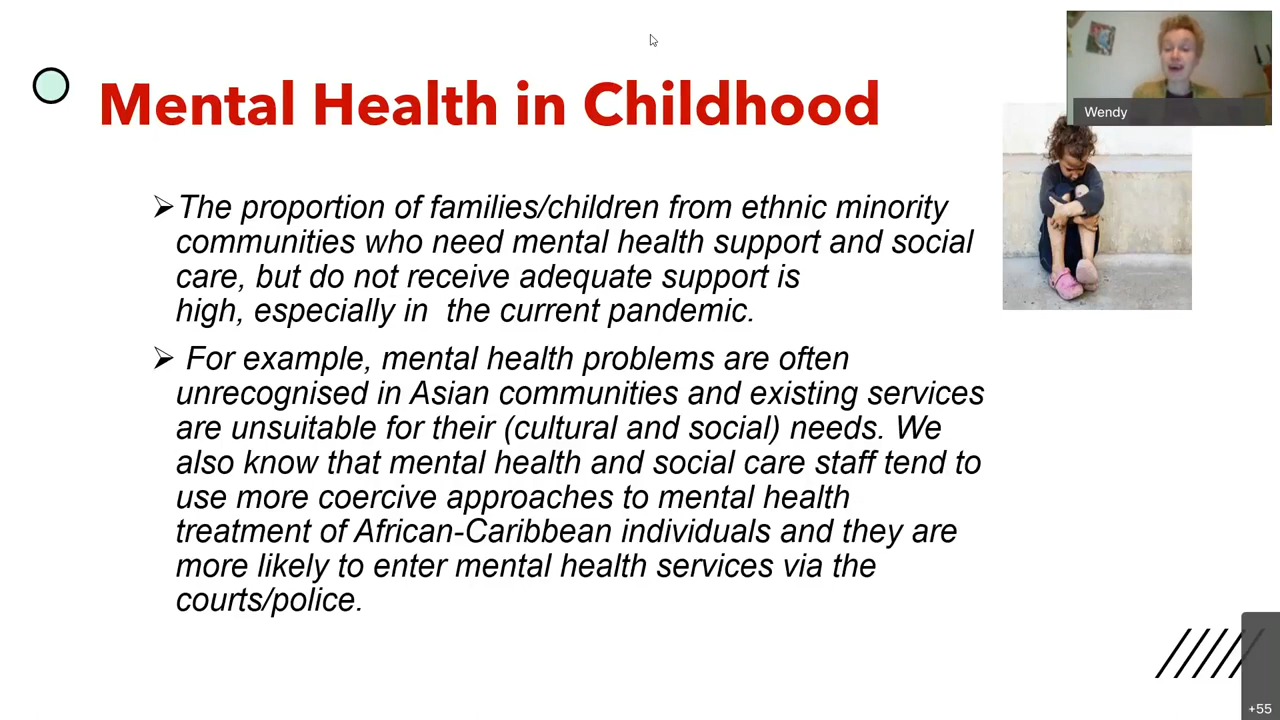 Mental Health in Childhood
Wendy
➢The proportion of families/children from ethnic minority
communities who need mental health support and social
care, but do not receive adequate support is
high, especially in  the current pandemic.
➢ For example, mental health problems are often
unrecognised in Asian communities and existing services
are unsuitable for their (cultural and social) needs. We
also know that mental health and social care staff tend to
use more coercive approaches to mental health
treatment of African-Caribbean individuals and they are
more likely to enter mental health services via the
courts/police.
+55